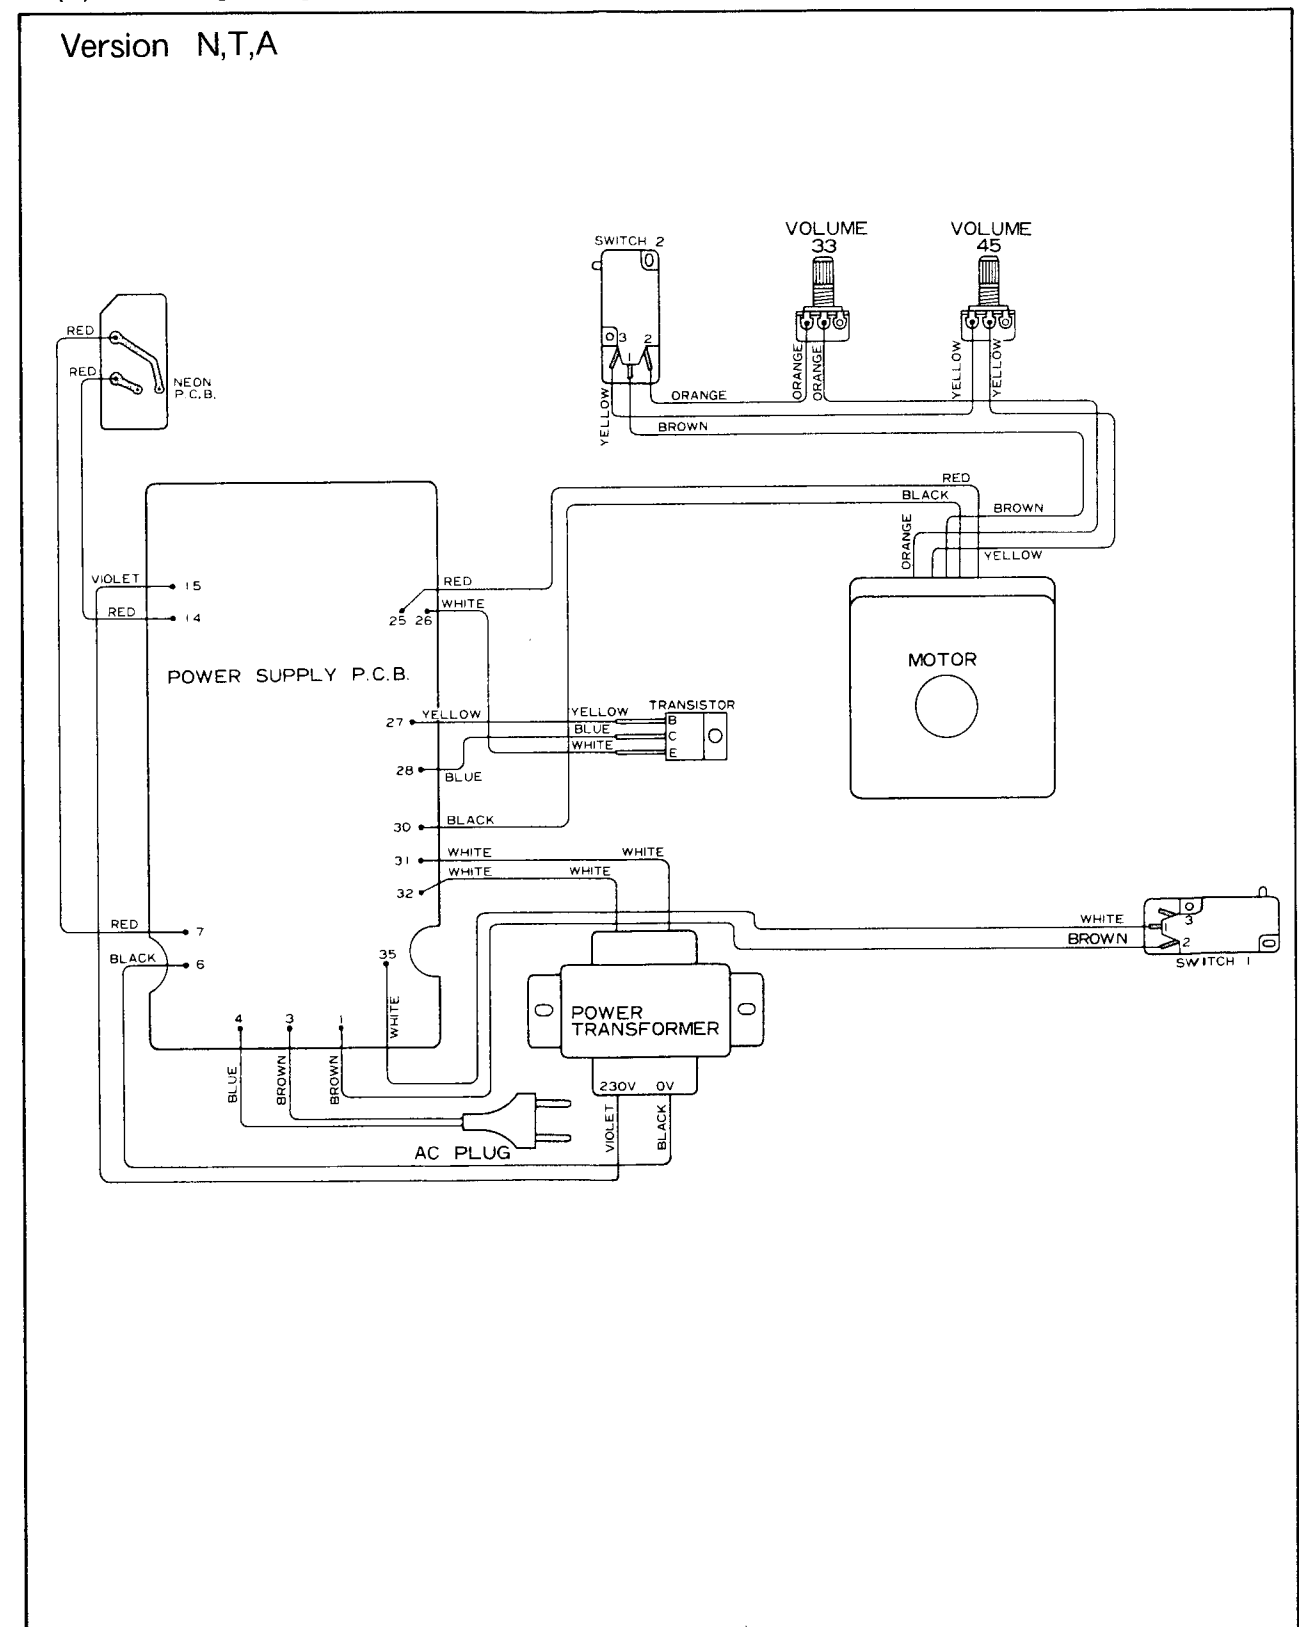 Version N,T,A
VOLUME
33
VOLUME
45
SWITCH 2
3
2
1
RED
RED
NEON
P.C.B.
ORANGE
ORANGE
YELLOW
YELLOW
YELLOW
ORANGE
BROWN
RED
BLACK
BROWN
ORANGE
YELLOW
VIOLET
15
RED
14
RED
WHITE
25 26
POWER SUPPLY P.C.B.
MOTOR
27
YELLOW
YELLOW
TRANSISTOR
B
BLUE
C
WHITE
E
28
BLUE
30
BLACK
31
WHITE
WHITE
32
WHITE
WHITE
RED
7
BLACK
6
35
WHITE
WHITE
BROWN
3
1
2
SWITCH 1
4
3
1
BLUE
BROWN
BROWN
POWER
TRANSFORMER
230V 0V
VIOLET
BLACK
AC PLUG